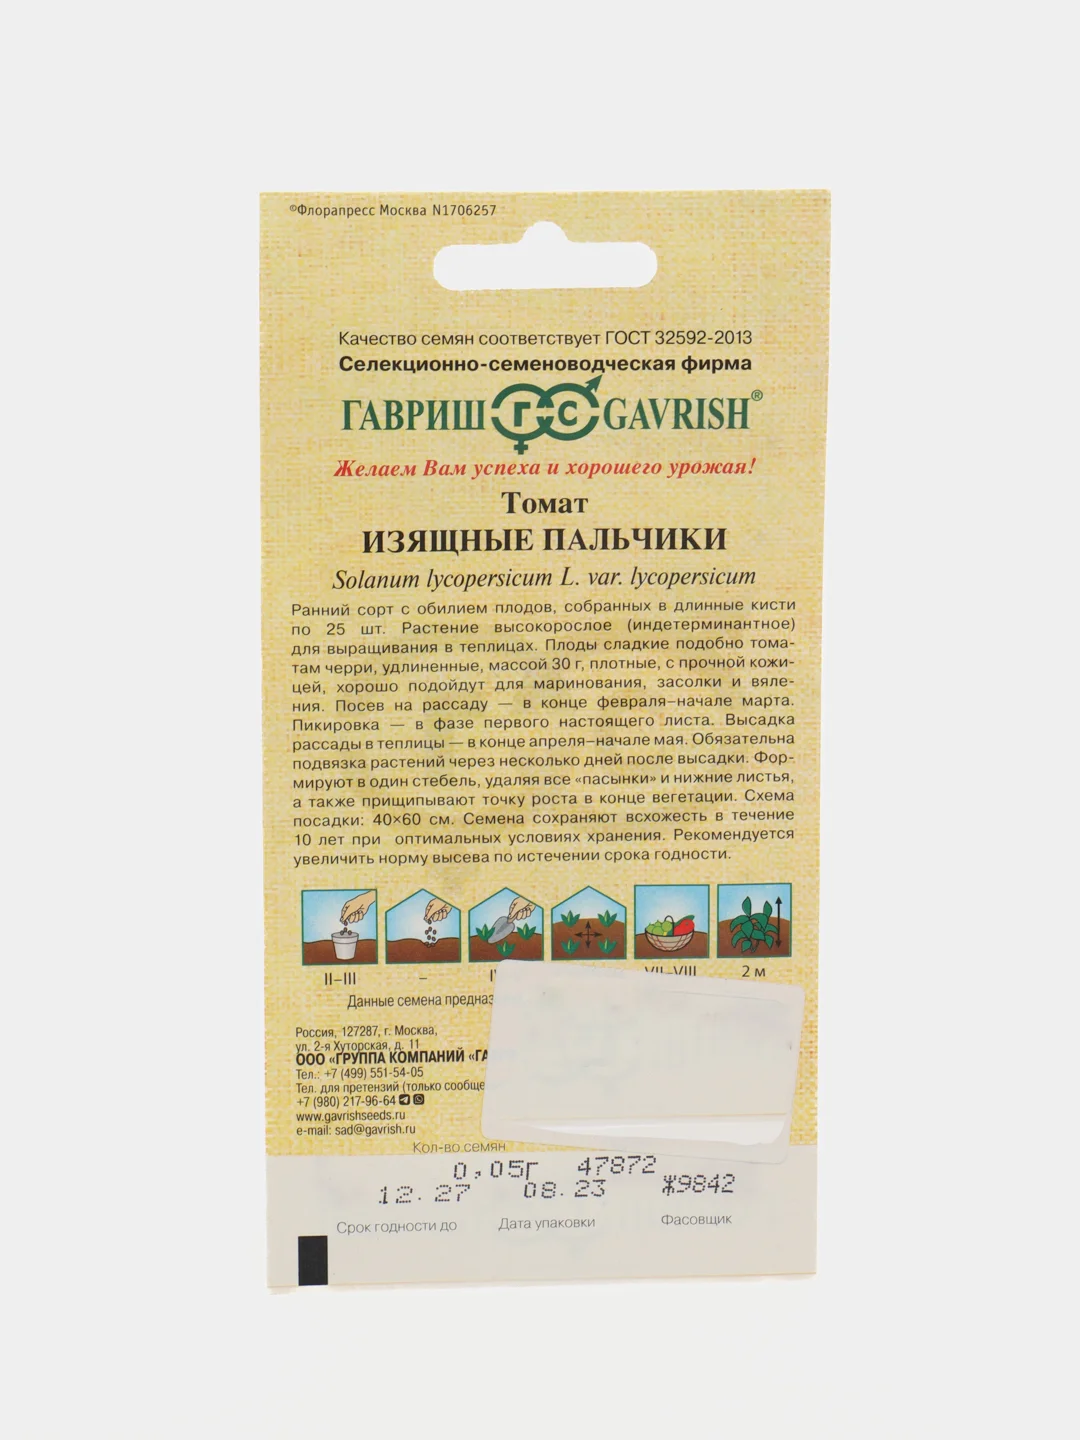 ©Флорапресс Москва N1706257
Качество семян соответствует ГОСТ 32592-2013
Селекционно-семеноводческая фирма
ГАВРИШ ГС GAVRISH®
Желаем Вам успеха и хорошего урожая!
Томат
ИЗЯЩНЫЕ ПАЛЬЧИКИ
Solanum lycopersicum L. var. lycopersicum
Ранний сорт с обилием плодов, собранных в длинные кисти
по 25 шт. Растение высокорослое (индетерминантное)
для выращивания в теплицах. Плоды сладкие подобно тома-
там черри, удлиненные, массой 30 г, плотные, с прочной кожи-
цей, хорошо подойдут для маринования, засолки и вяле-
ния. Посев на рассаду — в конце февраля–начале марта.
Пикировка — в фазе первого настоящего листа. Высадка
рассады в теплицы — в конце апреля–начале мая. Обязательна
подвязка растений через несколько дней после высадки. Фор-
мируют в один стебель, удаляя все «пасынки» и нижние листья,
а также прищипывают точку роста в конце вегетации. Схема
посадки: 40×60 см. Семена сохраняют всхожесть в течение
10 лет при оптимальных условиях хранения. Рекомендуется
увеличить норму высева по истечении срока годности.
II–III – VII–VIII 2 м
Данные семена
Россия, 127287, г. Москва,
ул. 2-я Хуторская, д. 11
ООО «ГРУППА КОМПАНИЙ
Тел.: +7 (499) 551-54-05
Тел. для претензий (только
+7 (980) 217-96-64
www.gavrishseeds.ru
e-mail: sad@gavrish.ru
Кол-во семян
0,05г 47872
12.27 08.23 Ж9842
Срок годности до Дата упаковки Фасовщик